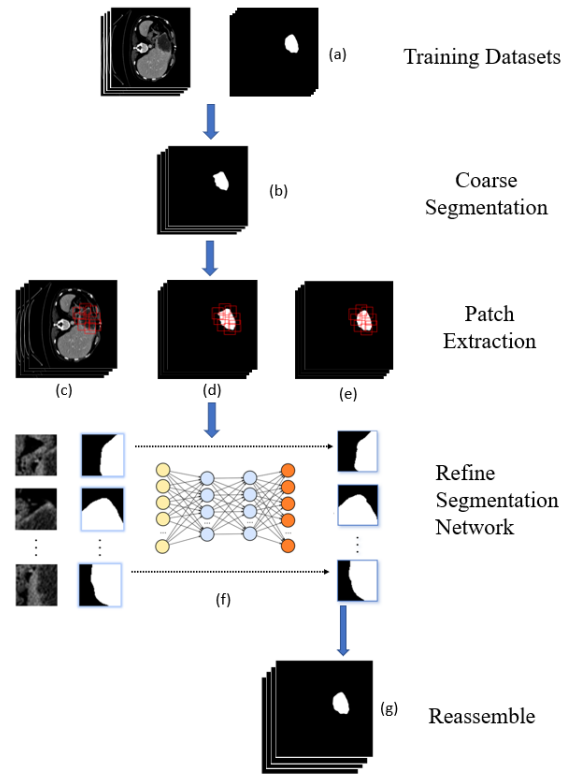 (a)
Training Datasets
(b)
Coarse
Segmentation
Patch
Extraction
(c)
(d)
(e)
Refine
Segmentation
Network
(f)
(g)
Reassemble